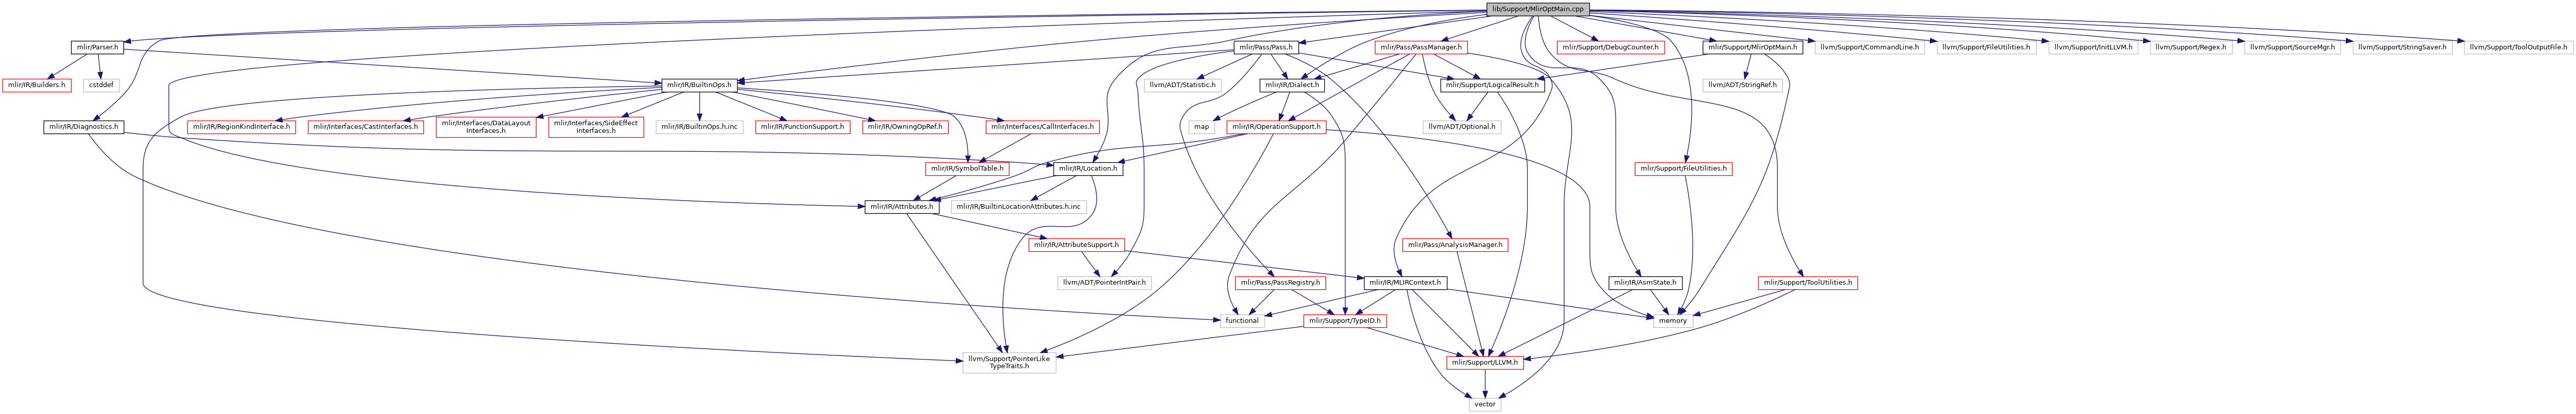 lib/Support/MlirOptMain.cpp
mlir/Parser.h
mlir/Pass/Pass.h
mlir/Pass/PassManager.h
mlir/Support/DebugCounter.h
mlir/Support/MlirOptMain.h
llvm/Support/CommandLine.h
llvm/Support/FileUtilities.h
llvm/Support/InitLLVM.h
llvm/Support/Regex.h
llvm/Support/SourceMgr.h
llvm/Support/StringSaver.h
llvm/Support/ToolOutputFile.h
mlir/IR/Builders.h
cstddef
mlir/IR/BuiltinOps.h
llvm/ADT/Statistic.h
mlir/IR/Dialect.h
mlir/Support/LogicalResult.h
llvm/ADT/StringRef.h
mlir/IR/Diagnostics.h
mlir/IR/RegionKindInterface.h
mlir/Interfaces/CastInterfaces.h
mlir/Interfaces/DataLayout
Interfaces.h
mlir/Interfaces/SideEffect
Interfaces.h
mlir/IR/BuiltinOps.h.inc
mlir/IR/FunctionSupport.h
mlir/IR/OwningOpRef.h
mlir/Interfaces/CallInterfaces.h
map
mlir/IR/OperationSupport.h
llvm/ADT/Optional.h
mlir/IR/SymbolTable.h
mlir/IR/Location.h
mlir/Support/FileUtilities.h
mlir/IR/Attributes.h
mlir/IR/BuiltinLocationAttributes.h.inc
mlir/IR/AttributeSupport.h
mlir/Pass/AnalysisManager.h
llvm/ADT/PointerIntPair.h
mlir/Pass/PassRegistry.h
mlir/IR/MLIRContext.h
mlir/IR/AsmState.h
mlir/Support/ToolUtilities.h
functional
mlir/Support/TypeID.h
memory
llvm/Support/PointerLike
TypeTraits.h
mlir/Support/LLVM.h
vector